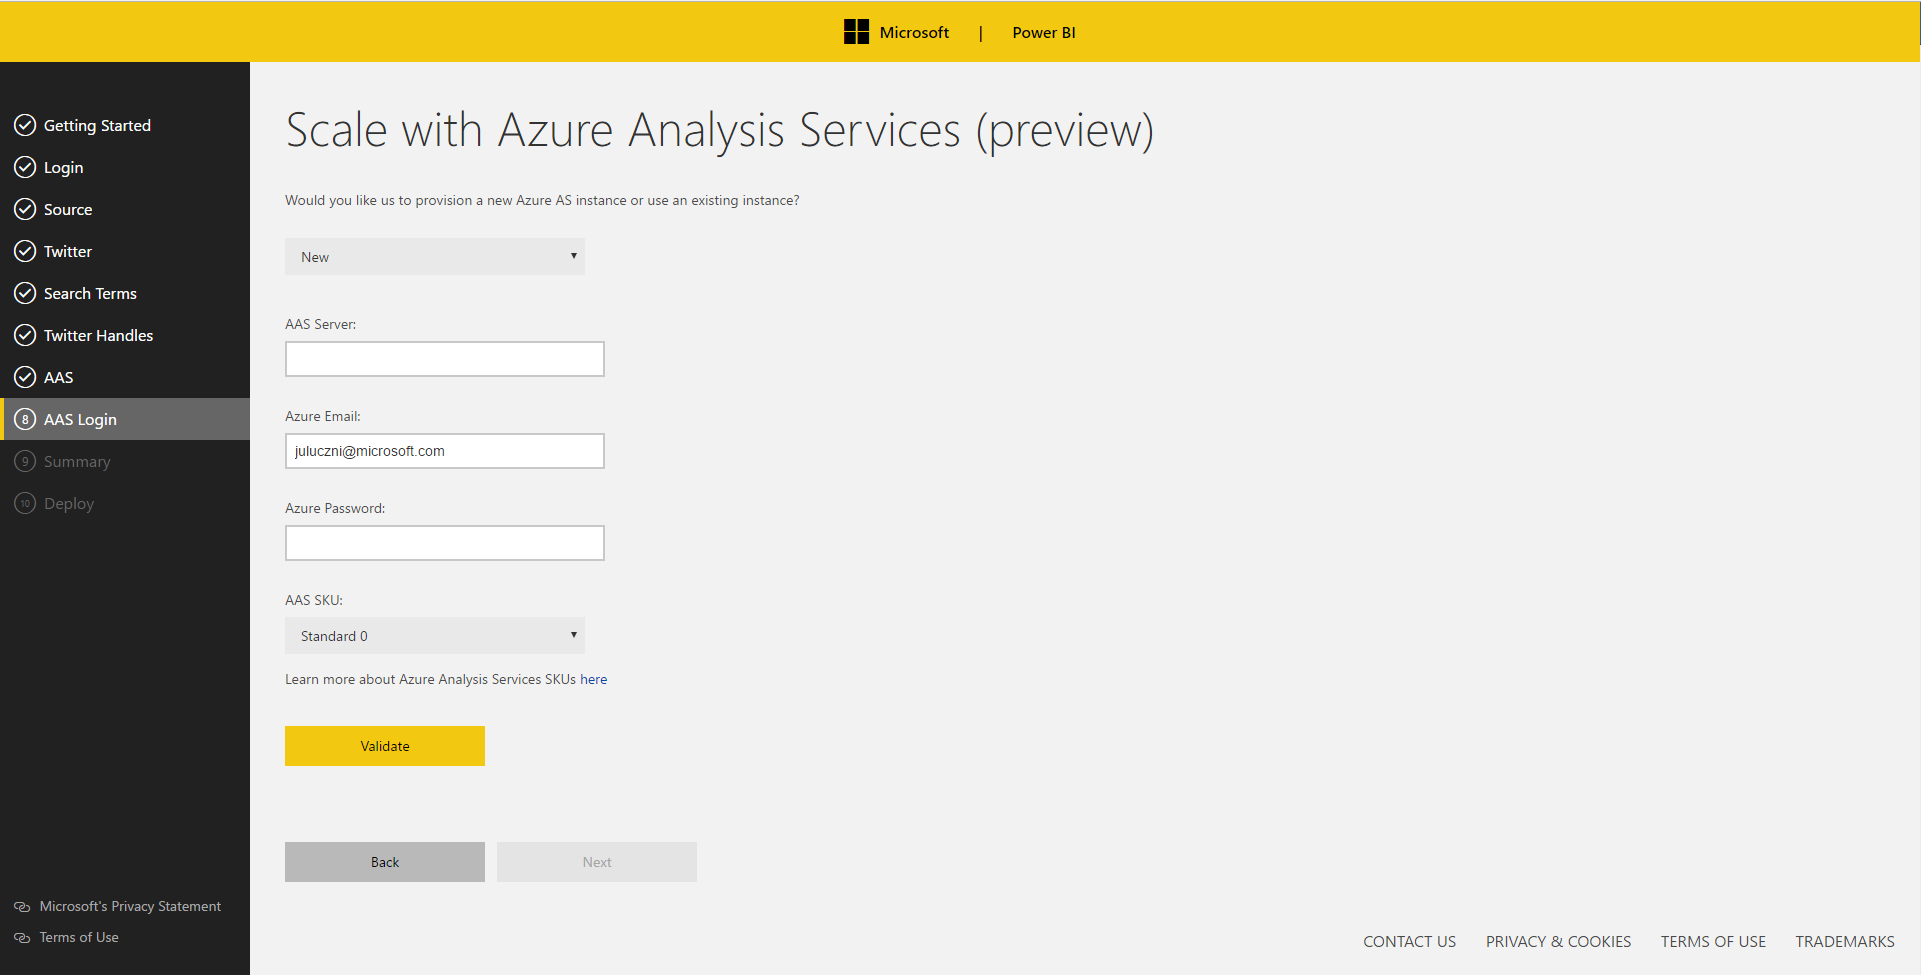 Microsoft | Power BI
Getting Started
Login
Source
Twitter
Search Terms
Twitter Handles
AAS
8 AAS Login
9 Summary
10 Deploy
Microsoft's Privacy Statement
Terms of Use
Scale with Azure Analysis Services (preview)
Would you like us to provision a new Azure AS instance or use an existing instance?
New
AAS Server:
Azure Email:
juluczni@microsoft.com
Azure Password:
AAS SKU:
Standard 0
Learn more about Azure Analysis Services SKUs here
Validate
Back Next
CONTACT US PRIVACY & COOKIES TERMS OF USE TRADEMARKS